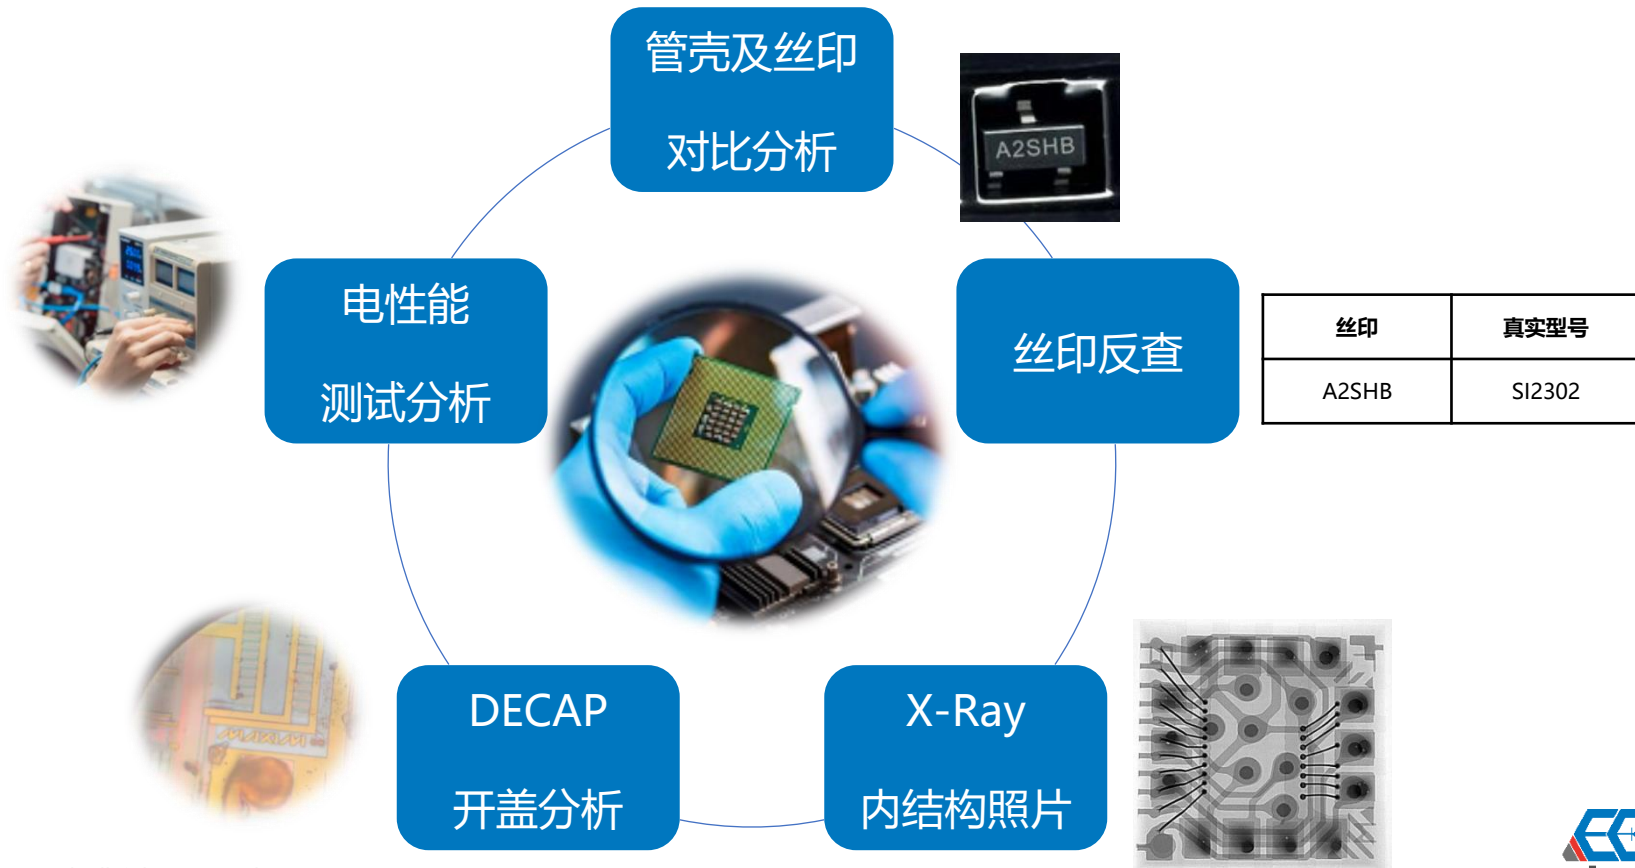 管壳及丝印
对比分析
A2SHB
电性能
测试分析
丝印反查
丝印 真实型号
A2SHB SI2302
DECAP
开盖分析
MAXIM
X-Ray
内结构照片